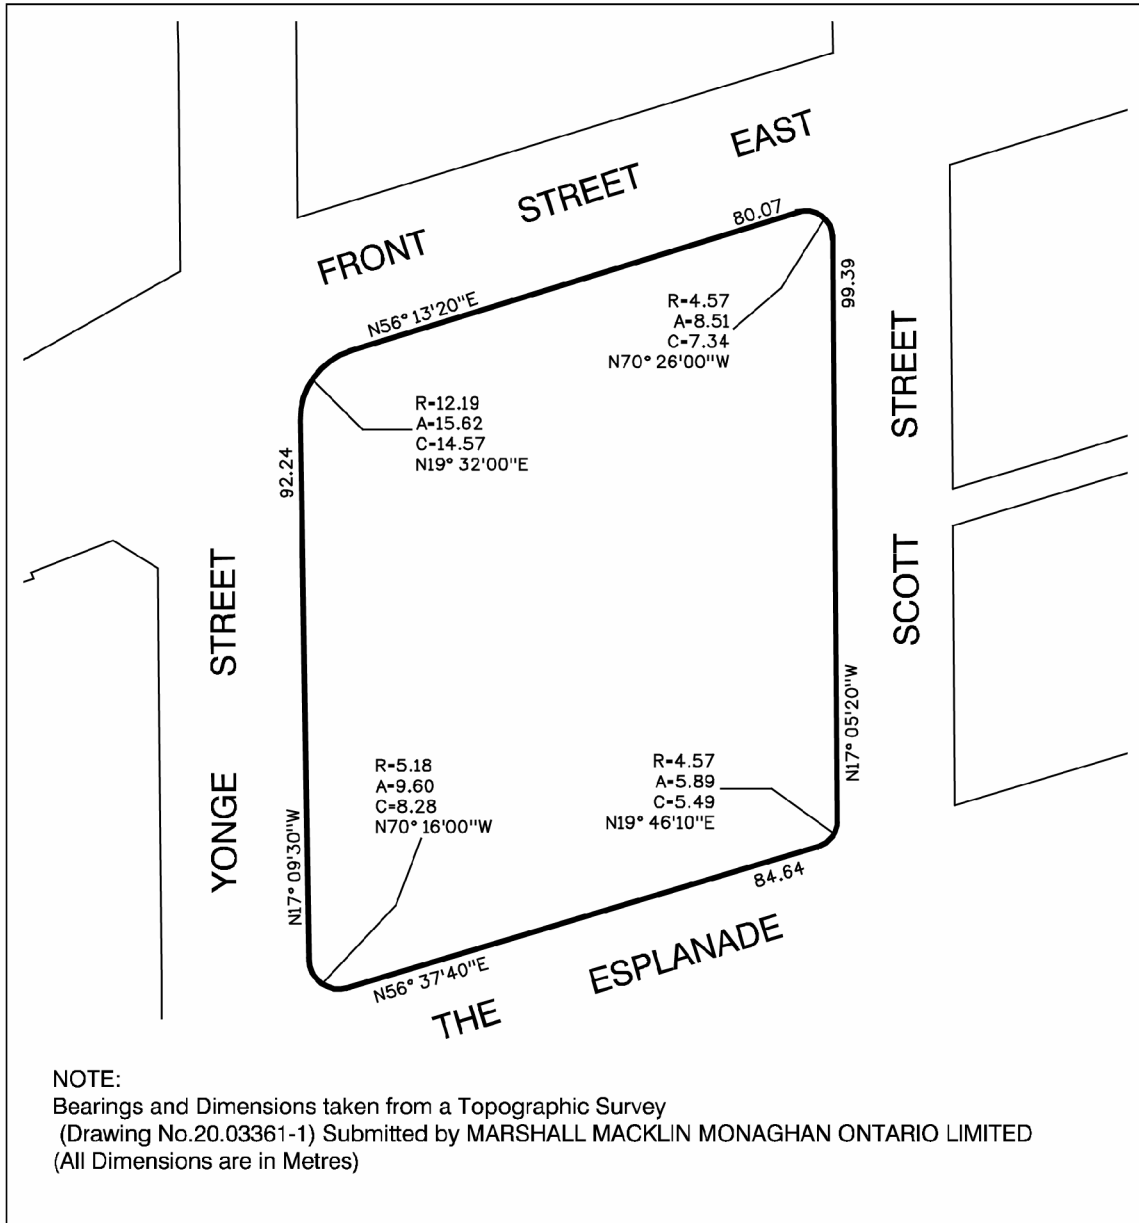 FRONT STREET EAST
80.07
N56° 13'20"E
99.39
R=4.57
A=8.51
C=7.34
N70° 26'00"W
R=12.19
A=15.62
C=14.57
N19° 32'00"E
92.24
YONGE STREET
SCOTT STREET
N17° 05'20"W
R=5.18
A=9.60
C=8.28
N70° 16'00"W
R=4.57
A=5.89
C=5.49
N19° 46'10"E
N17° 09'30"W
84.64
N56° 37'40"E
THE ESPLANADE
NOTE:
Bearings and Dimensions taken from a Topographic Survey
(Drawing No.20.03361-1) Submitted by MARSHALL MACKLIN MONAGHAN ONTARIO LIMITED
(All Dimensions are in Metres)